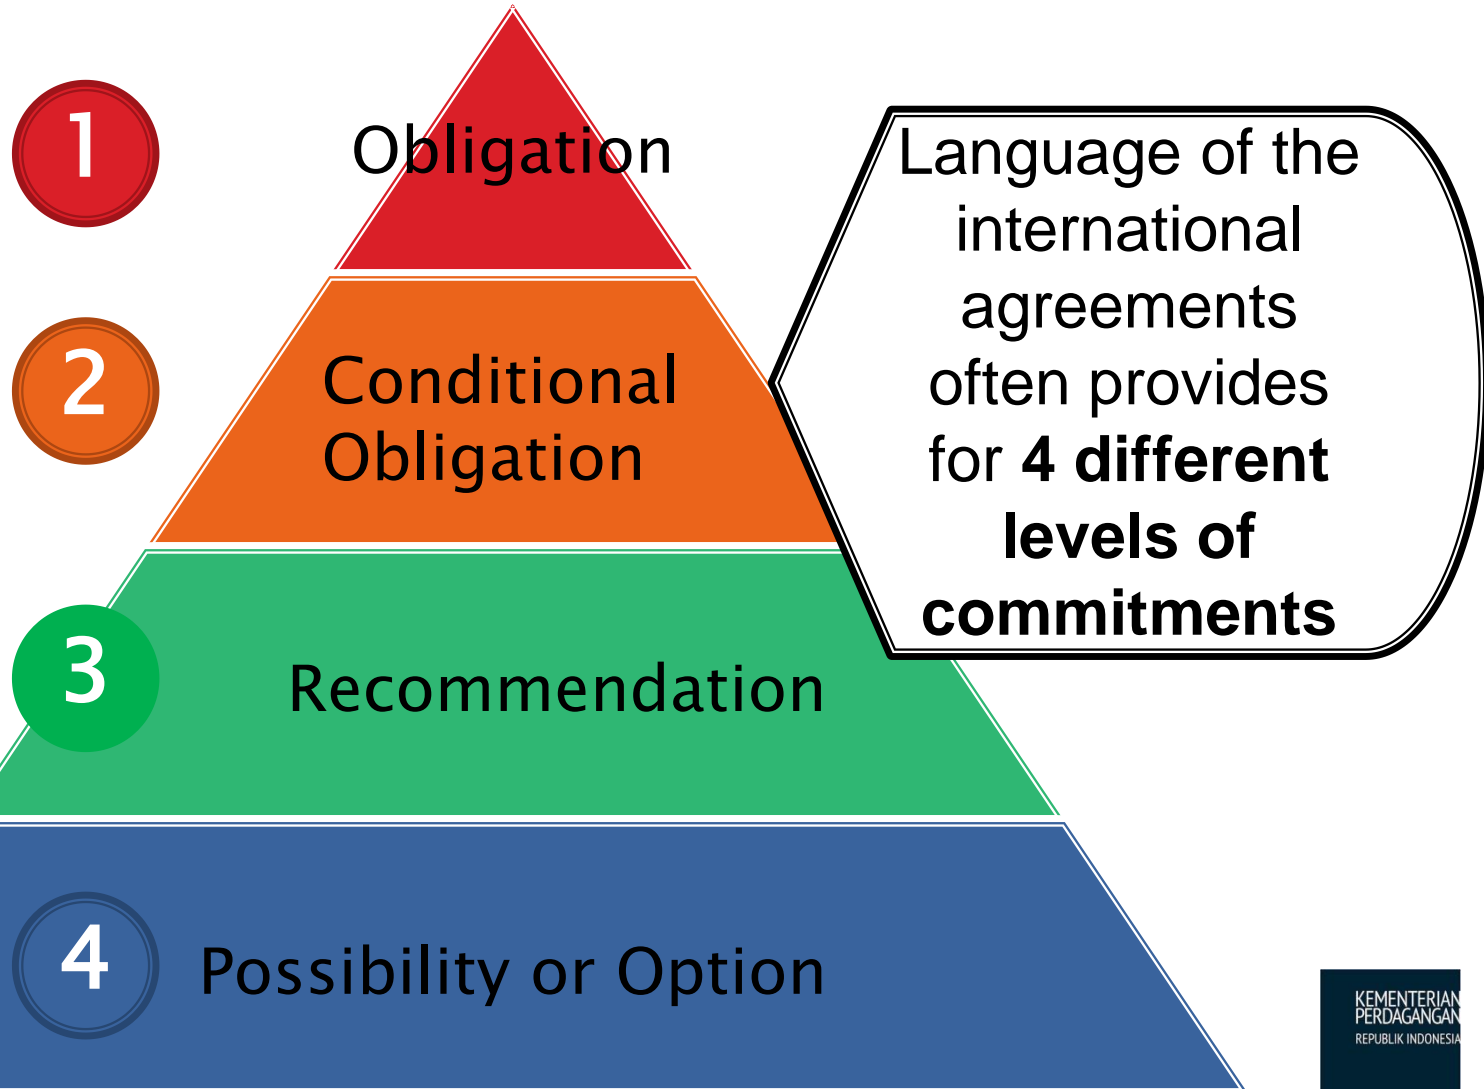 1
Obligation
2
Conditional
Obligation
3
Recommendation
4
Possibility or Option
Language of the
international
agreements
often provides
for 4 different
levels of
commitments
KEMENTERIAN
PERDAGANGAN
REPUBLIK INDONESIA